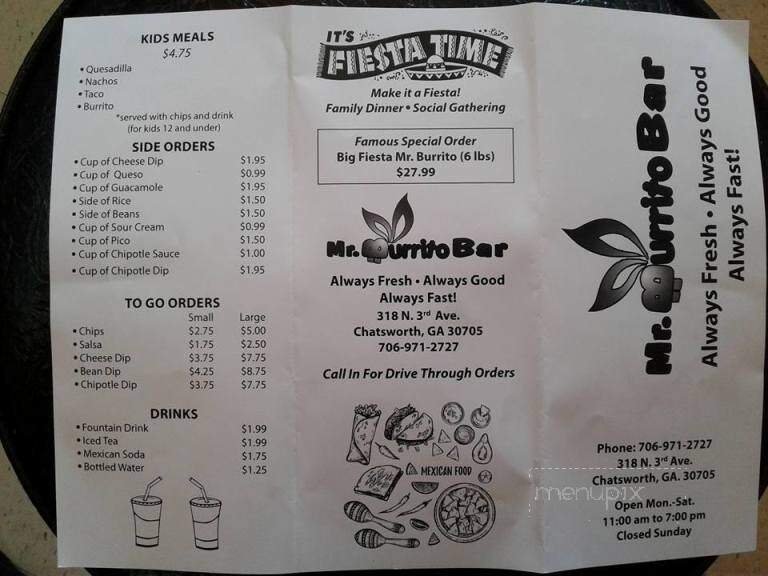 KIDS MEALS
$4.75
• Quesadilla
• Nachos
• Taco
• Burrito
*served with chips and drink
(for kids 12 and under)
SIDE ORDERS
• Cup of Cheese Dip $1.95
• Cup of Queso $0.99
• Cup of Guacamole $1.95
• Side of Rice $1.50
• Side of Beans $1.50
• Cup of Sour Cream $0.99
• Cup of Pico $1.50
• Cup of Chipotle Sauce $1.00
• Cup of Chipotle Dip $1.95
TO GO ORDERS
Small Large
• Chips $2.75 $5.00
• Salsa $1.75 $2.50
• Cheese Dip $3.75 $7.75
• Bean Dip $4.25 $8.75
• Chipotle Dip $3.75 $7.75
DRINKS
• Fountain Drink $1.99
• Iced Tea $1.99
• Mexican Soda $1.75
• Bottled Water $1.25
IT'S
FIESTA TIME
Make it a Fiesta!
Family Dinner • Social Gathering
Famous Special Order
Big Fiesta Mr. Burrito (6 lbs)
$27.99
Mr. Burrito Bar
Always Fresh • Always Good
Always Fast!
318 N. 3rd Ave.
Chatsworth, GA 30705
706-971-2727
Call In For Drive Through Orders
MEXICAN FOOD
Mr. Burrito Bar
Always Fresh • Always Good
Always Fast!
Phone: 706-971-2727
318 N. 3rd Ave.
Chatsworth, GA. 30705
menupix
Open Mon.-Sat.
11:00 am to 7:00 pm
Closed Sunday